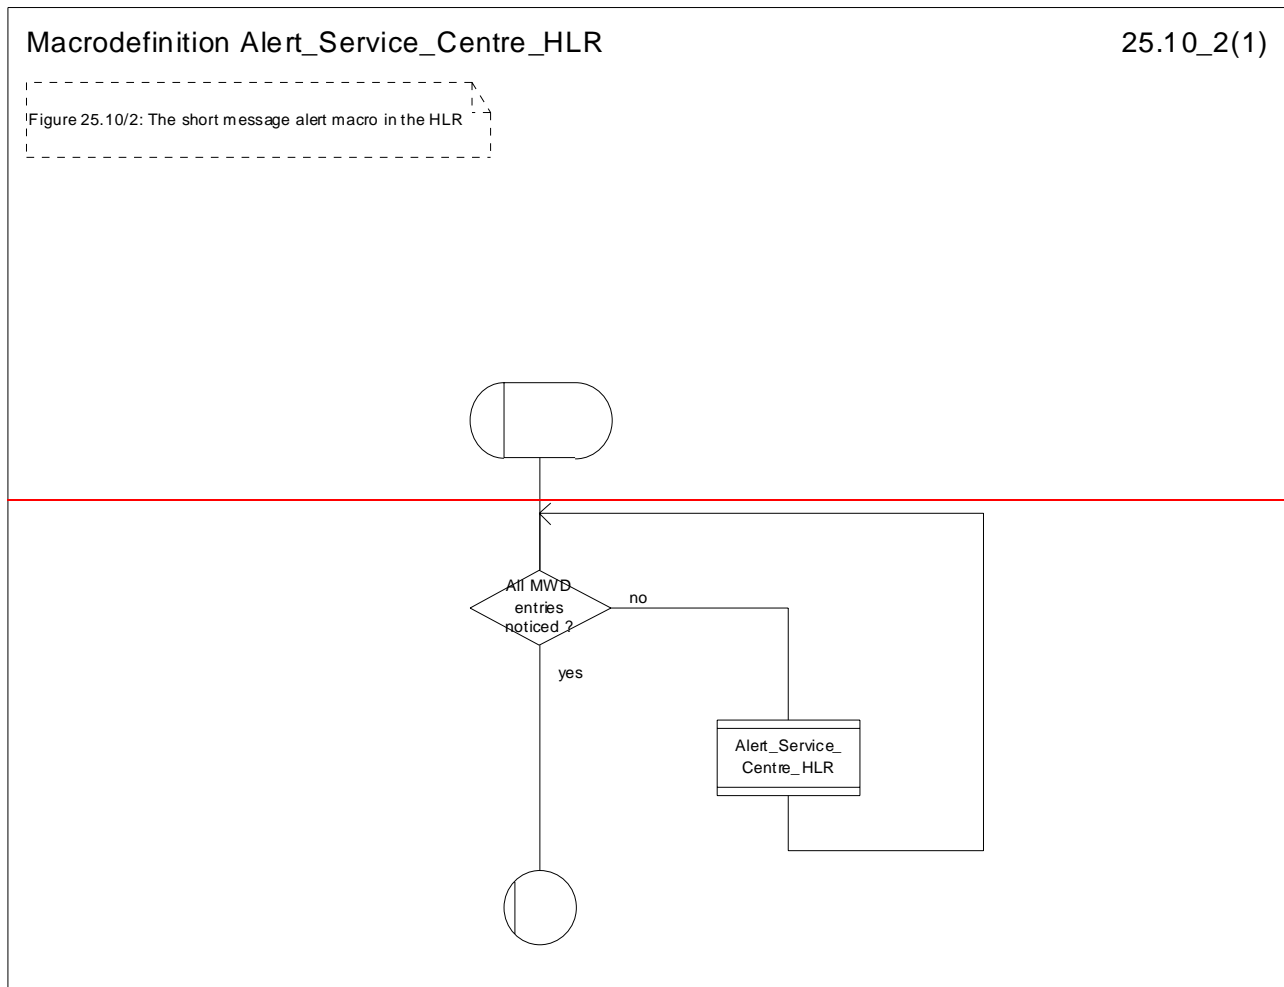 Macrodefinition Alert_Service_Centre_HLR
25.10_2(1)
Figure 25.10/2: The short message alert macro in the HLR
All MWD
entries
noticed ?
no
yes
Alert_Service_
Centre_HLR